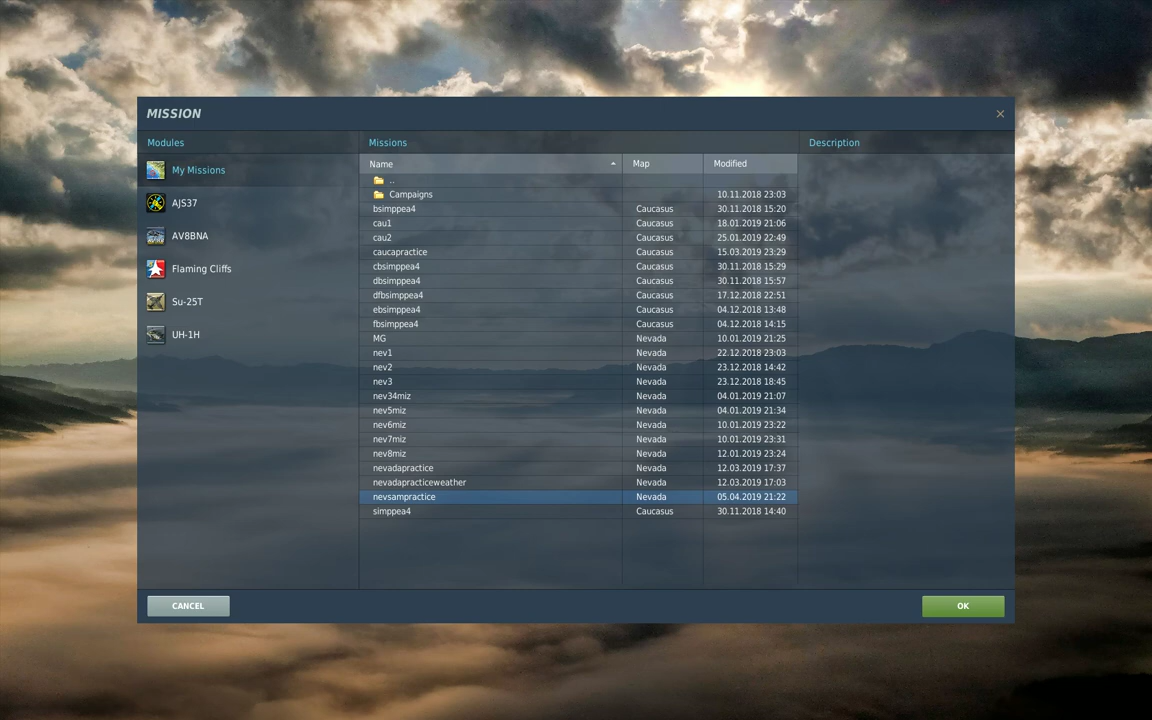 MISSION
Modules Missions Description
Name Map Modified
My Missions
AJS37
AV8BNA
Flaming Cliffs
Su-25T
UH-1H
..
Campaigns 10.11.2018 23:03
bsimppea4 Caucasus 30.11.2018 15:20
cau1 Caucasus 18.01.2019 21:06
cau2 Caucasus 25.01.2019 22:49
caucapractice Caucasus 15.03.2019 23:29
cbsimppea4 Caucasus 30.11.2018 15:29
dbsimppea4 Caucasus 30.11.2018 15:57
dfbsimppea4 Caucasus 17.12.2018 22:51
ebsimppea4 Caucasus 04.12.2018 13:48
fbsimppea4 Caucasus 04.12.2018 14:15
MG Nevada 10.01.2019 21:25
nev1 Nevada 22.12.2018 23:03
nev2 Nevada 23.12.2018 14:42
nev3 Nevada 23.12.2018 18:45
nev34miz Nevada 04.01.2019 21:07
nev5miz Nevada 04.01.2019 21:34
nev6miz Nevada 10.01.2019 23:22
nev7miz Nevada 10.01.2019 23:31
nev8miz Nevada 12.01.2019 23:24
nevadapractice Nevada 12.03.2019 17:37
nevadapracticeweather Nevada 12.03.2019 17:03
nevsampractice Nevada 05.04.2019 21:22
simppea4 Caucasus 30.11.2018 14:40
CANCEL OK